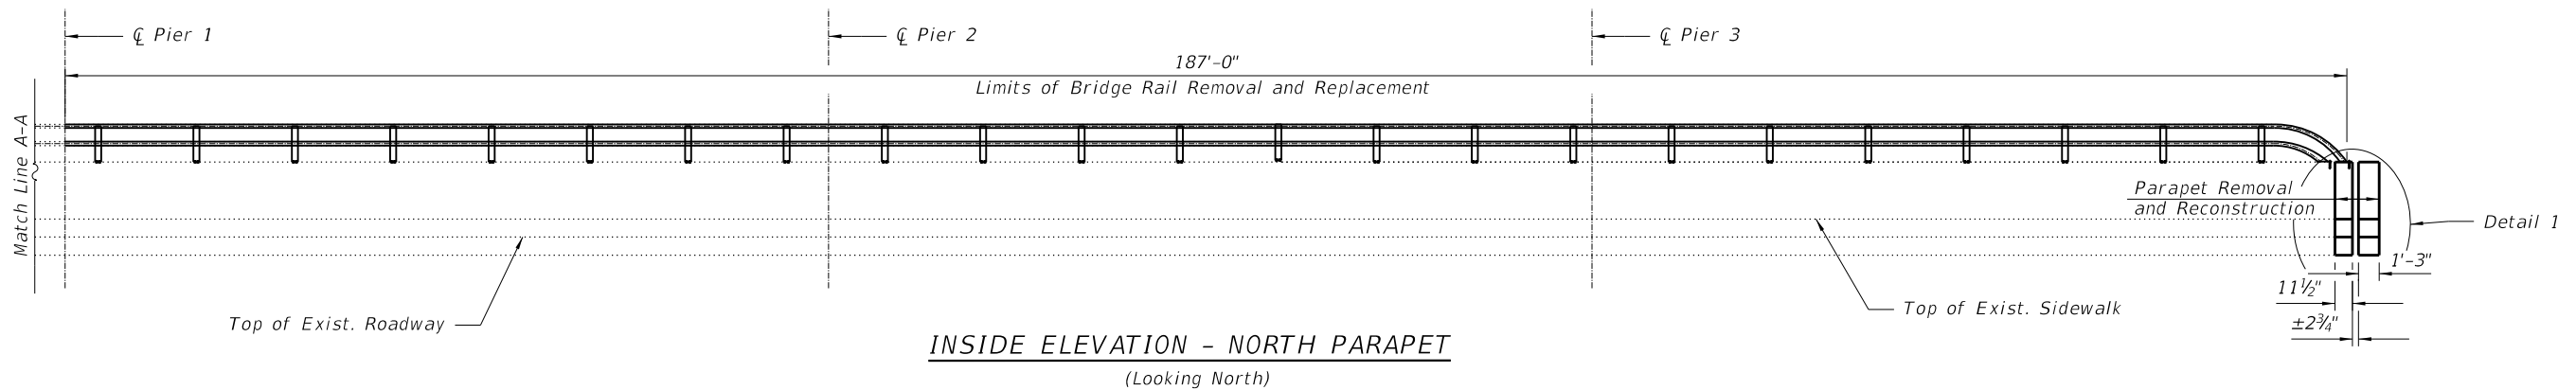 ℄ Pier 1
℄ Pier 2
℄ Pier 3
187'-0"
Limits of Bridge Rail Removal and Replacement
Match Line A-A
Parapet Removal
and Reconstruction
Detail 1
1'-3"
11½"
±2¾"
Top of Exist. Roadway
Top of Exist. Sidewalk
INSIDE ELEVATION - NORTH PARAPET
(Looking North)